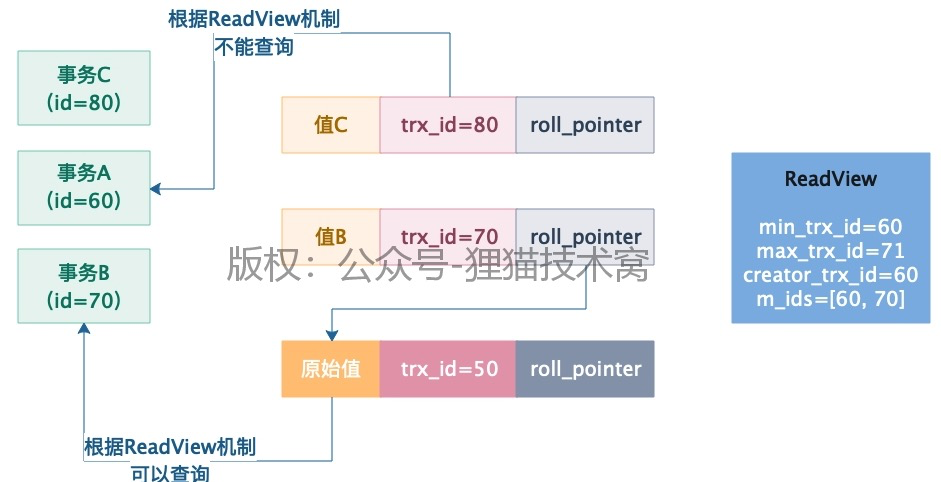 根据ReadView机制
不能查询
事务C
（id=80）
事务A
（id=60）
事务B
（id=70）
值C
trx_id=80
roll_pointer
值B
trx_id=70
roll_pointer
版权：公众号-狸猫技术窝
原始值
trx_id=50
roll_pointer
ReadView
min_trx_id=60
max_trx_id=71
creator_trx_id=60
m_ids=[60, 70]
根据ReadView机制
可以查询